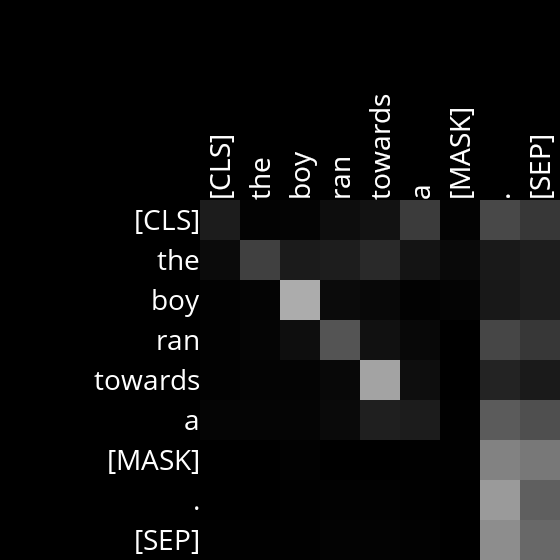 [CLS] the boy ran towards a [MASK] . [SEP]
[CLS]
the
boy
ran
towards
a
[MASK]
.
[SEP]